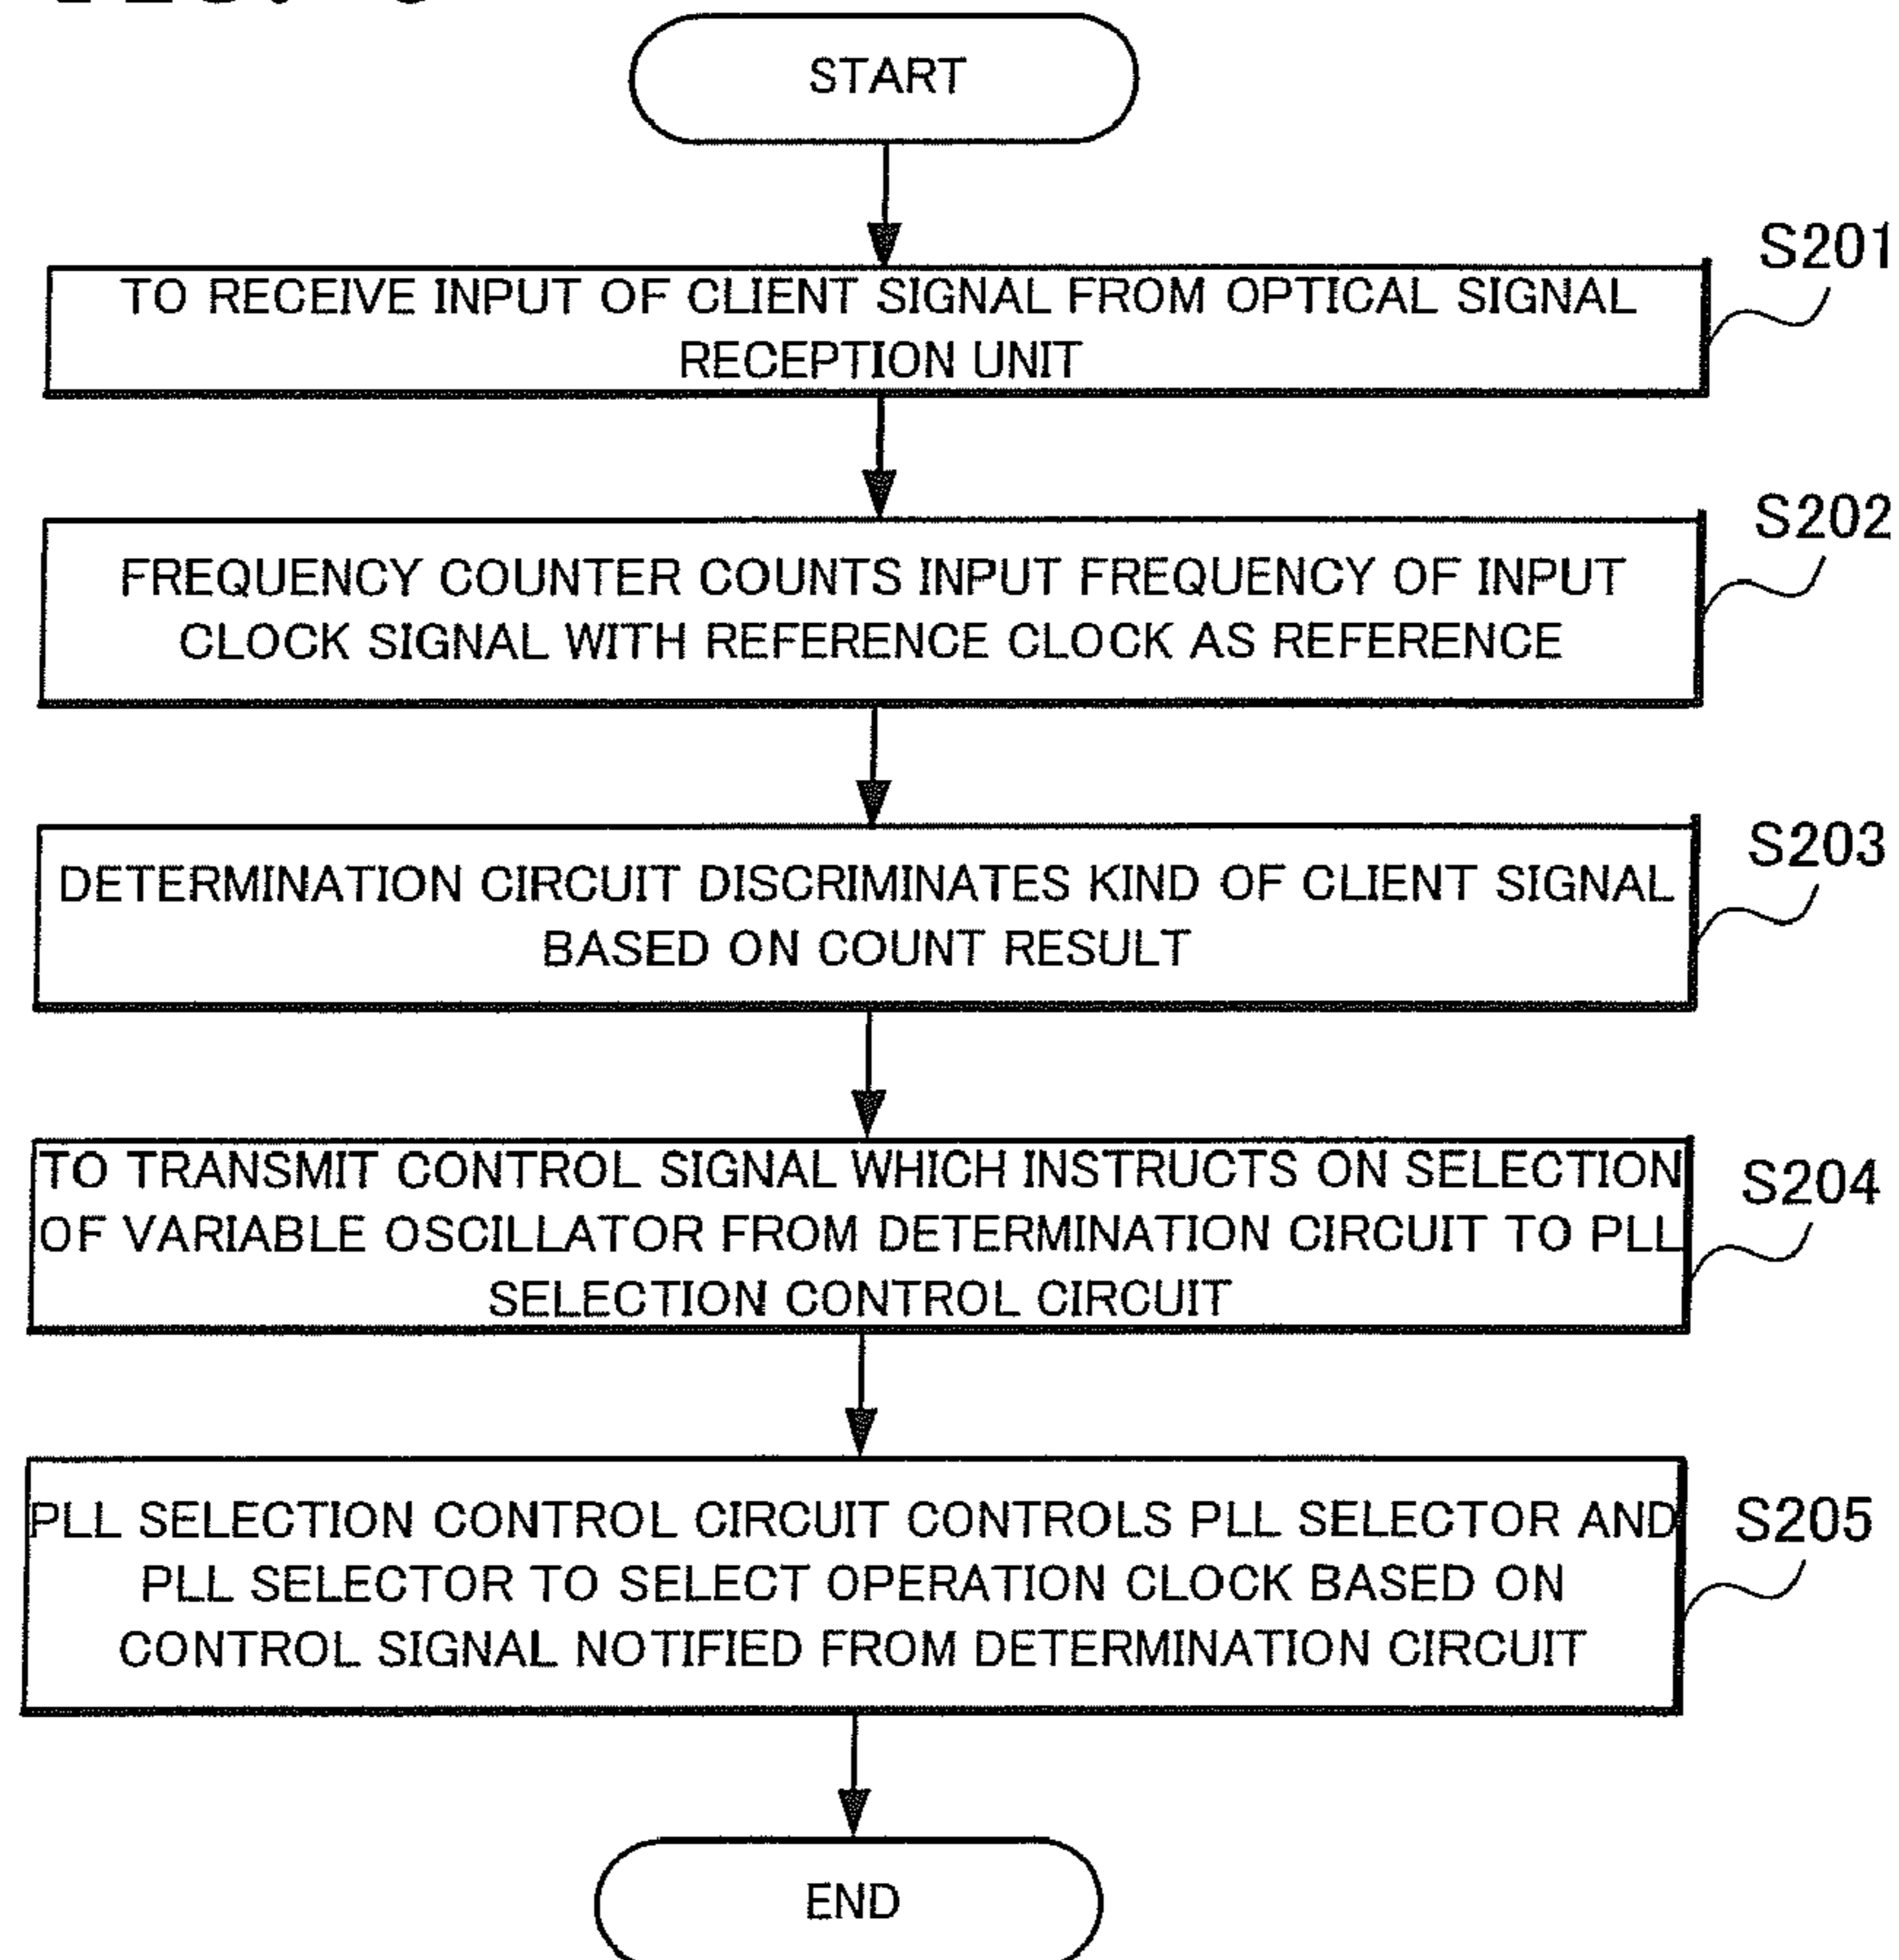 START
S201
TO RECEIVE INPUT OF CLIENT SIGNAL FROM OPTICAL SIGNAL
RECEPTION UNIT
S202
FREQUENCY COUNTER COUNTS INPUT FREQUENCY OF INPUT
CLOCK SIGNAL WITH REFERENCE CLOCK AS REFERENCE
S203
DETERMINATION CIRCUIT DISCRIMINATES KIND OF CLIENT SIGNAL
BASED ON COUNT RESULT
S204
TO TRANSMIT CONTROL SIGNAL WHICH INSTRUCTS ON SELECTION
OF VARIABLE OSCILLATOR FROM DETERMINATION CIRCUIT TO PLL
SELECTION CONTROL CIRCUIT
S205
PLL SELECTION CONTROL CIRCUIT CONTROLS PLL SELECTOR AND
PLL SELECTOR TO SELECT OPERATION CLOCK BASED ON
CONTROL SIGNAL NOTIFIED FROM DETERMINATION CIRCUIT
END